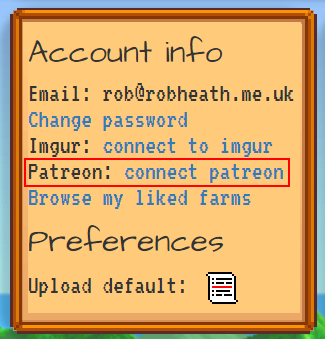 Account info
Email: rob@robheath.me.uk
Change password
Imgur: connect to imgur
Patreon: connect patreon
Browse my liked farms
Preferences
Upload default: